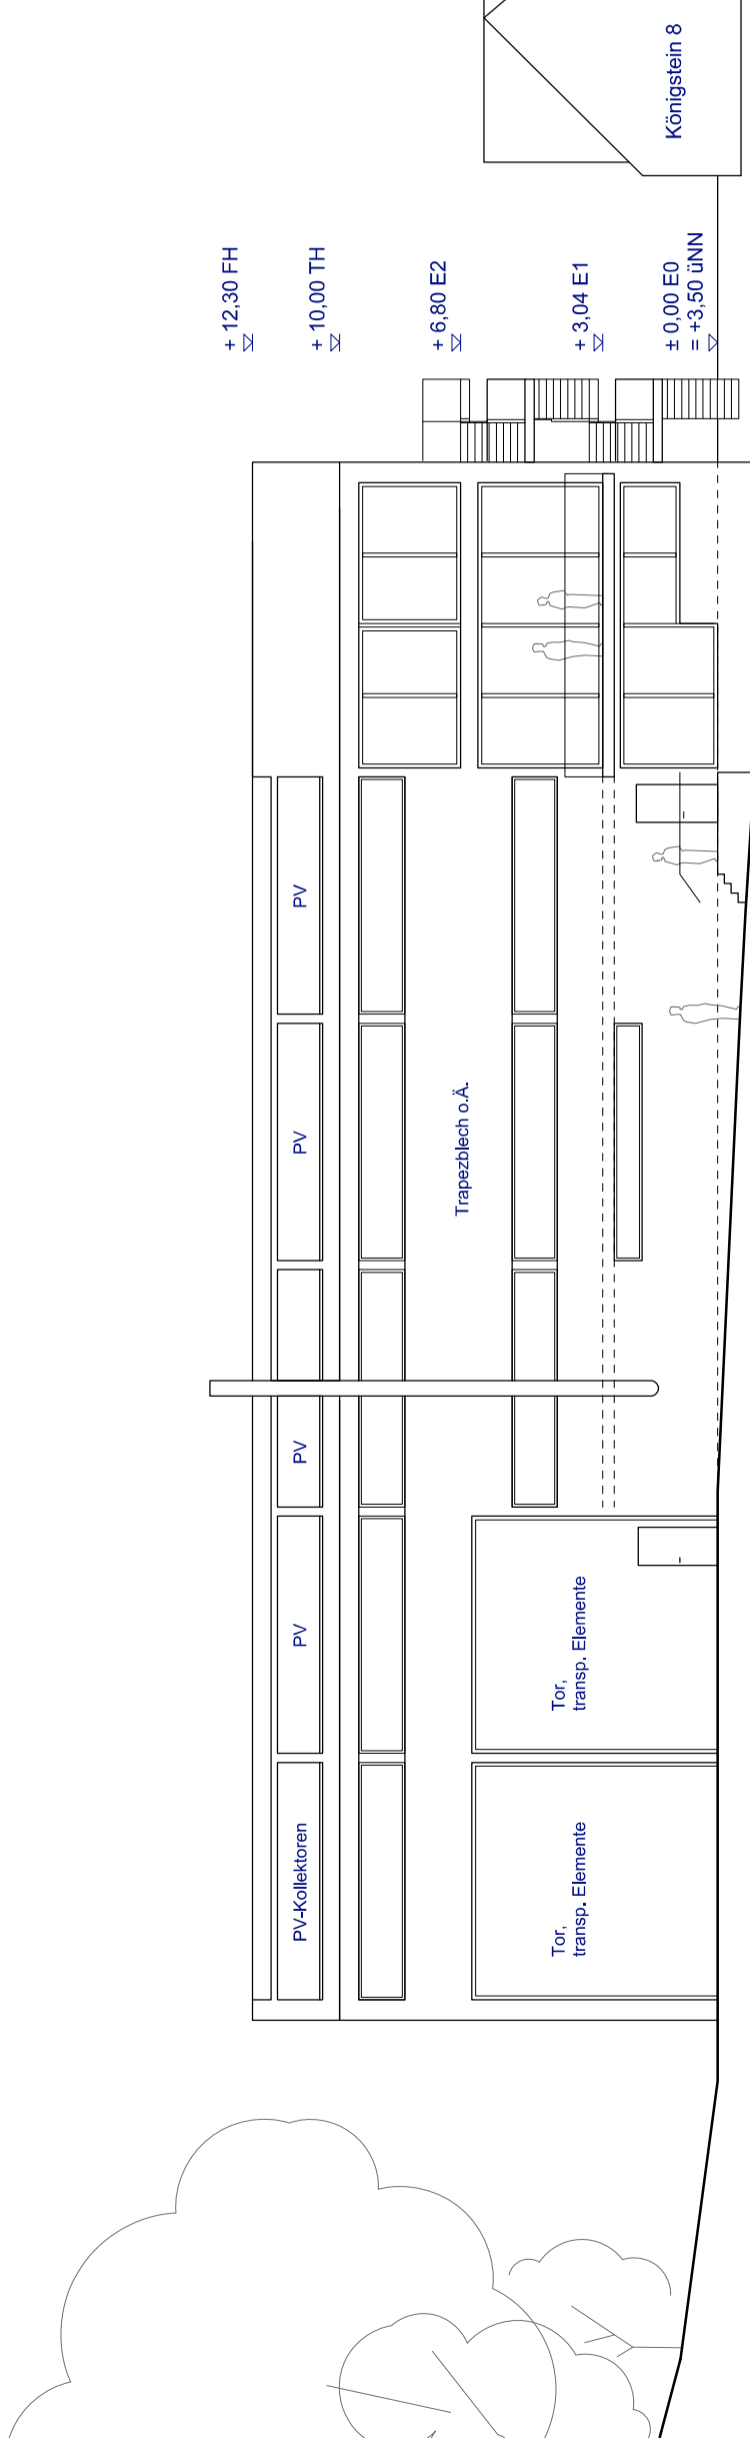 + 12,30 FH
+ 10,00 TH
+ 6,80 E2
+ 3,04 E1
± 0,00 E0
= +3,50 üNN
Königstein 8
PV-Kollektoren
PV
PV
PV
PV
Trapezblech o.Ä.
Tor,
transp. Elemente
Tor,
transp. Elemente